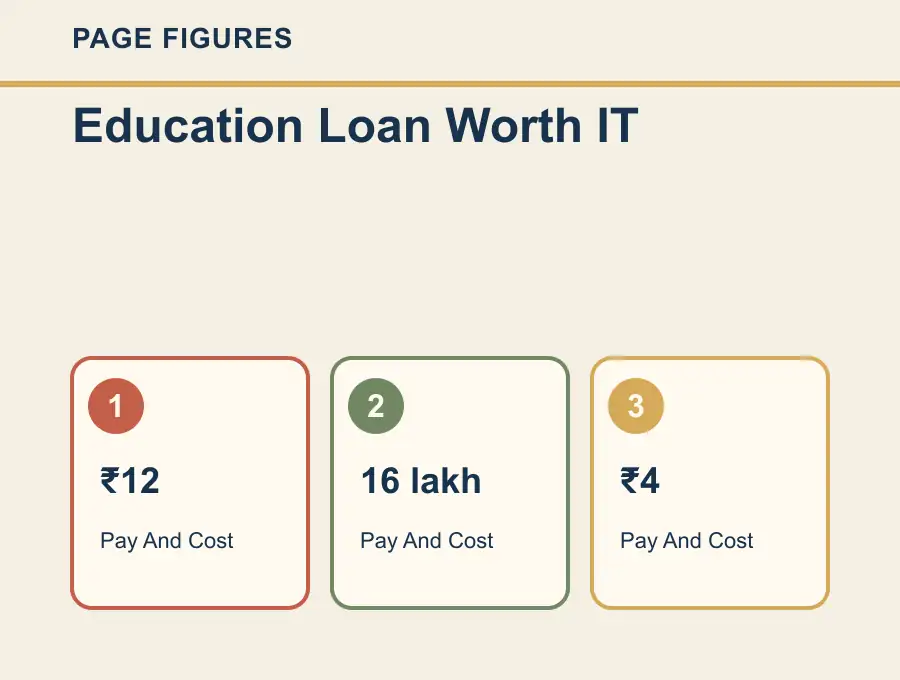 PAGE FIGURES
Education Loan Worth IT
1
₹12
Pay And Cost
2
16 lakh
Pay And Cost
3
₹4
Pay And Cost